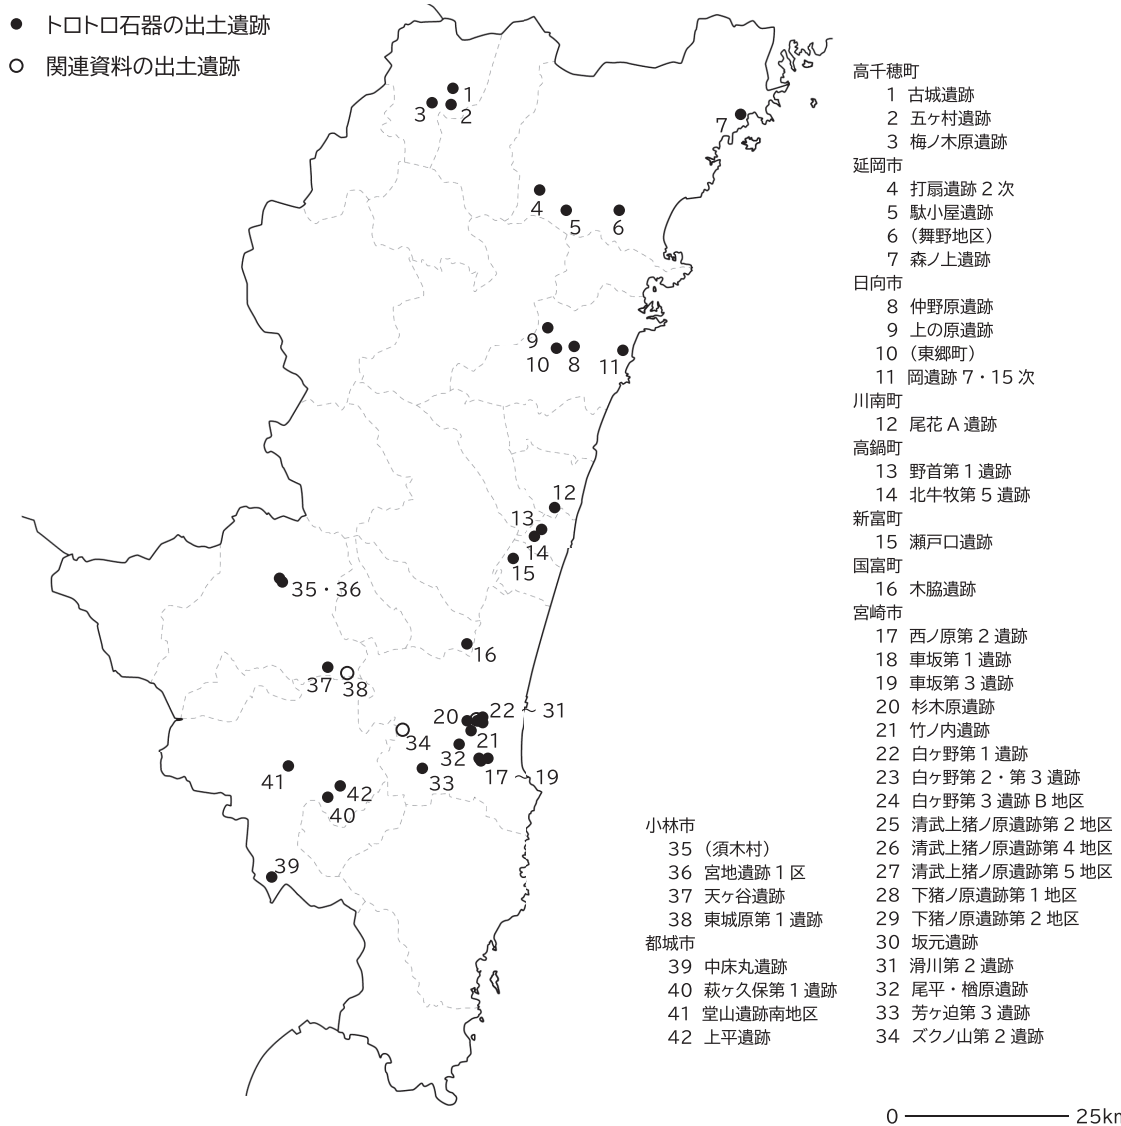 トロトロ石器の出土遺跡
関連資料の出土遺跡
1
3
2
7
4
5
6
9
10
8
11
12
13
14
15
35・36
16
37
38
20
22～31
34
21
32
33
17～19
41
42
40
39
高千穂町
1 古城遺跡
2 五ヶ村遺跡
3 梅ノ木原遺跡
延岡市
4 打扇遺跡2次
5 駄小屋遺跡
6 (舞野地区)
7 森ノ上遺跡
日向市
8 仲野原遺跡
9 上の原遺跡
10 (東郷町)
11 岡遺跡7・15次
川南町
12 尾花A遺跡
高鍋町
13 野首第1遺跡
14 北牛牧第5遺跡
新富町
15 瀬戸口遺跡
国富町
16 木脇遺跡
宮崎市
17 西ノ原第2遺跡
18 車坂第1遺跡
19 車坂第3遺跡
20 杉木原遺跡
21 竹ノ内遺跡
22 白ヶ野第1遺跡
23 白ヶ野第2・第3遺跡
24 白ヶ野第3遺跡B地区
25 清武上猪ノ原遺跡第2地区
26 清武上猪ノ原遺跡第4地区
27 清武上猪ノ原遺跡第5地区
28 下猪ノ原遺跡第1地区
29 下猪ノ原遺跡第2地区
30 坂元遺跡
31 滑川第2遺跡
32 尾平・楢原遺跡
33 芳ヶ迫第3遺跡
34 ズクノ山第2遺跡
小林市
35 (須木村)
36 宮地遺跡1区
37 天ヶ谷遺跡
38 東城原第1遺跡
都城市
39 中床丸遺跡
40 萩ヶ久保第1遺跡
41 堂山遺跡南地区
42 上平遺跡
0 25km